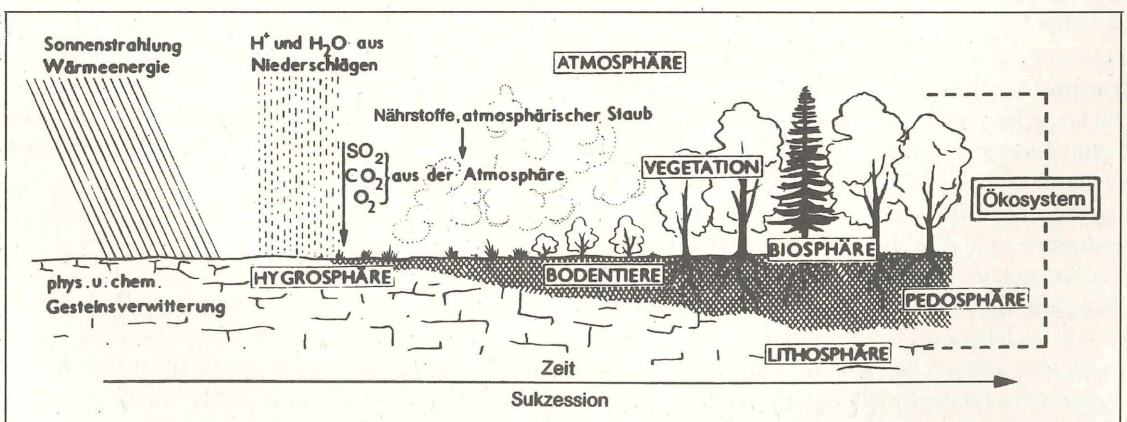 Sonnenstrahlung
Wärmeenergie
H⁺ und H₂O aus
Niederschlägen
ATMOSPHÄRE
Nährstoffe, atmosphärischer Staub
SO₂
CO₂
O₂
aus der Atmosphäre
VEGETATION
Ökosystem
BIOSPHÄRE
HYGROSPHÄRE
BODENTIERE
phys. u. chem.
Gesteinsverwitterung
PEDOSPHÄRE
LITHOSPHÄRE
Zeit
Sukzession